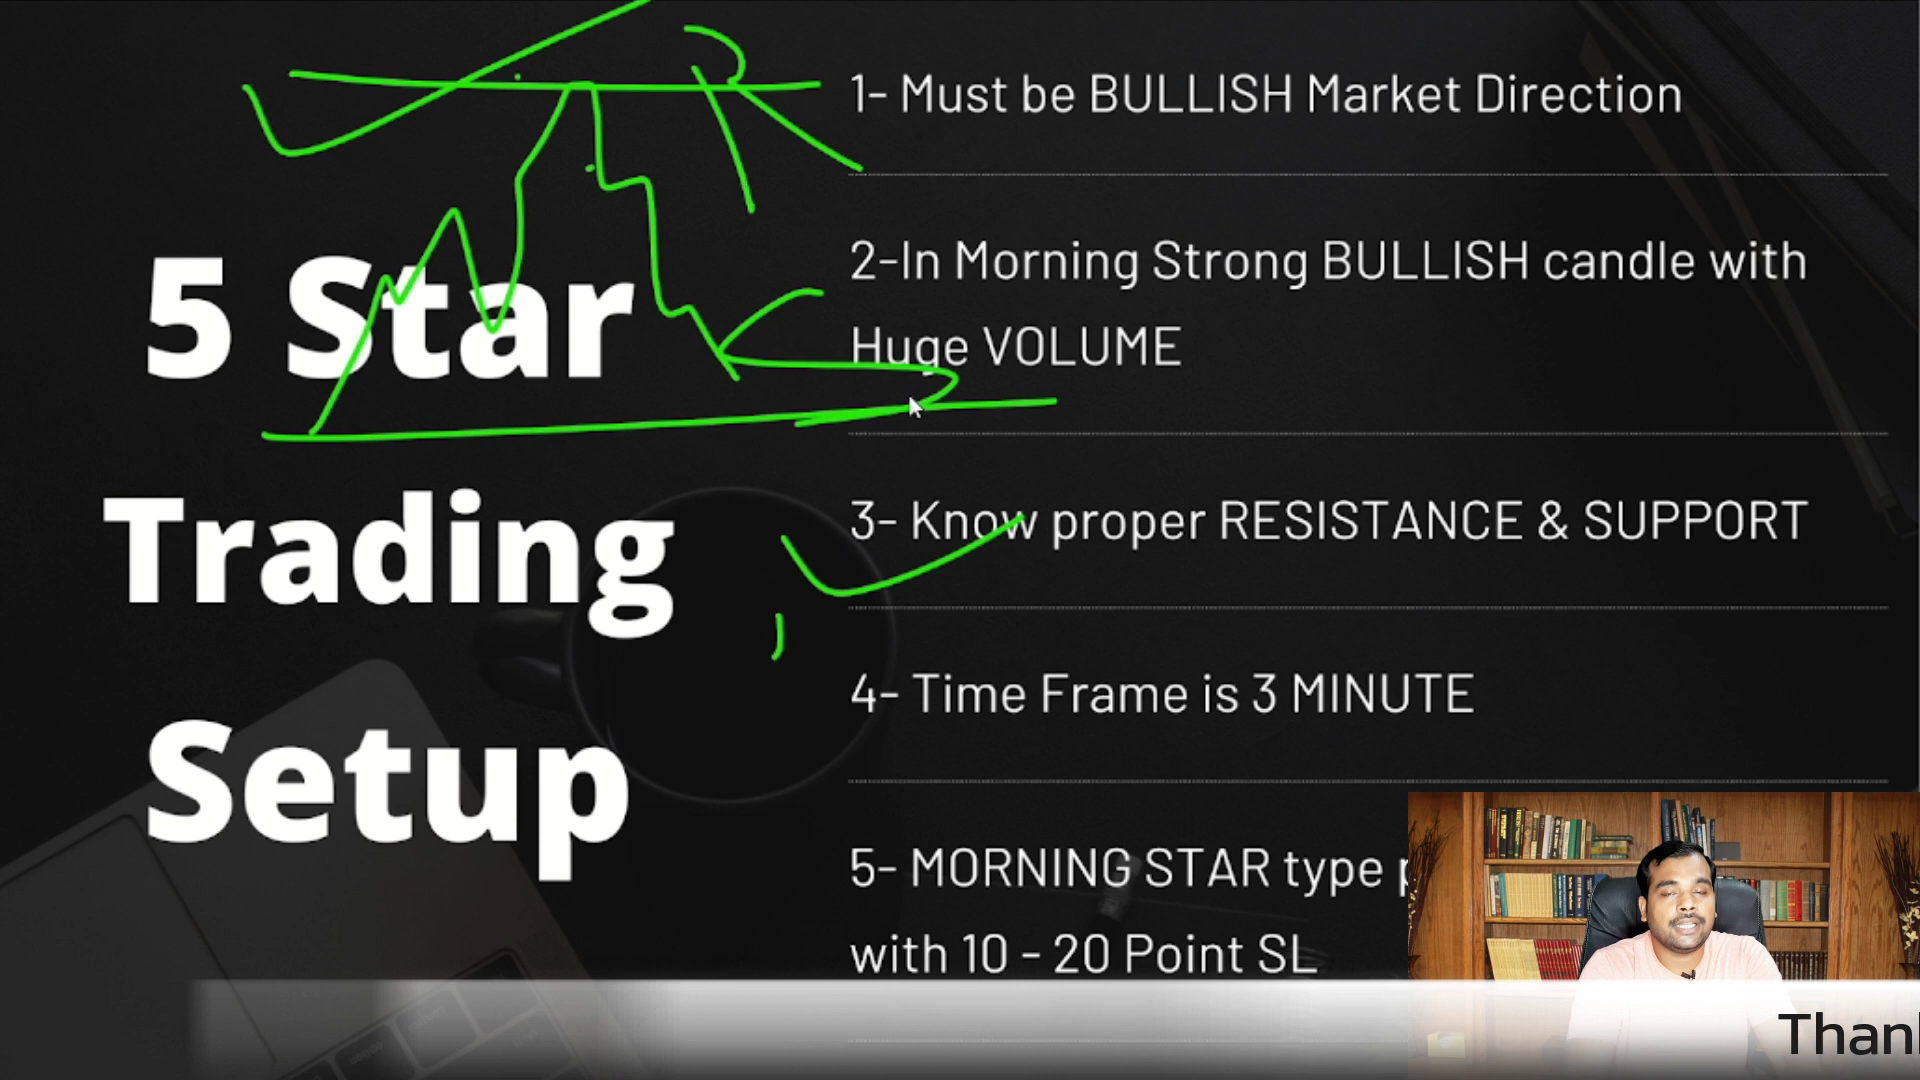 5 Star
Trading
Setup
1- Must be BULLISH Market Direction
2-In Morning Strong BULLISH candle with
Huge VOLUME
3- Know proper RESISTANCE & SUPPORT
4- Time Frame is 3 MINUTE
5- MORNING STAR type
with 10 - 20 Point SL